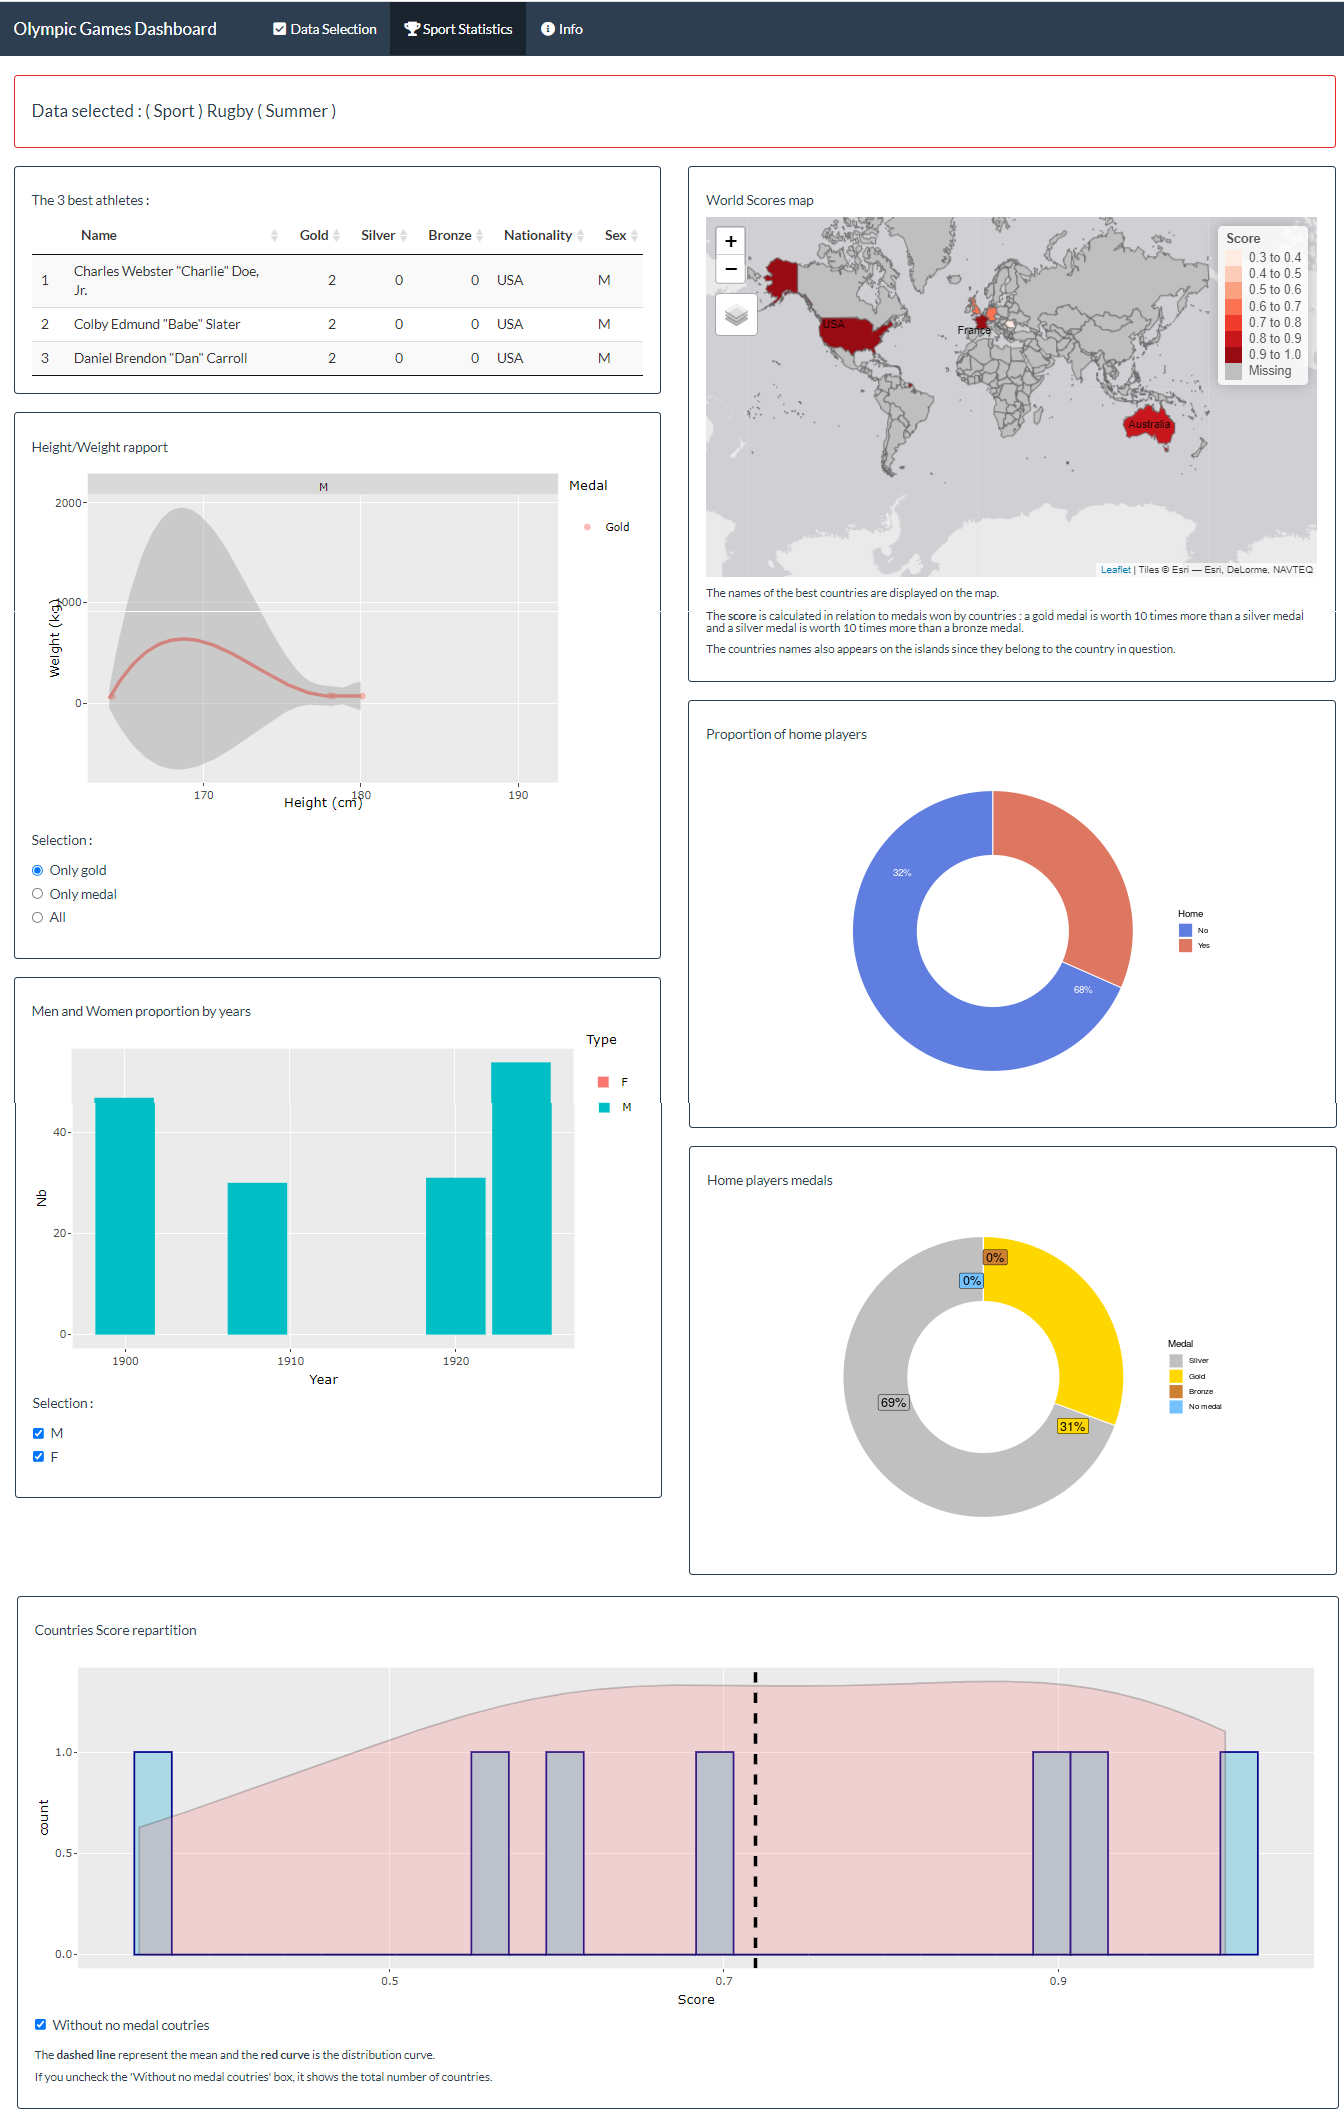 Olympic Games Dashboard
Data Selection
Sport Statistics
Info
Data selected : ( Sport ) Rugby ( Summer )
The 3 best athletes :
Name Gold Silver Bronze Nationality Sex
1 Charles Webster "Charlie" Doe, Jr. 2 0 0 USA M
2 Colby Edmund "Babe" Slater 2 0 0 USA M
3 Daniel Brendon "Dan" Carroll 2 0 0 USA M
Height/Weight rapport
M
Medal
Gold
2000
1000
0
Weight (kg)
170 180 190
Height (cm)
Selection :
Only gold
Only medal
All
Men and Women proportion by years
Type
F
M
40
20
0
Nb
1900 1910 1920
Year
Selection :
M
F
World Scores map
+
−
USA
France
Australia
Score
0.3 to 0.4
0.4 to 0.5
0.5 to 0.6
0.6 to 0.7
0.7 to 0.8
0.8 to 0.9
0.9 to 1.0
Missing
Leaflet | Tiles © Esri — Esri, DeLorme, NAVTEQ
The names of the best countries are displayed on the map.
The score is calculated in relation to medals won by countries : a gold medal is worth 10 times more than a silver medal
and a silver medal is worth 10 times more than a bronze medal.
The countries names also appears on the islands since they belong to the country in question.
Proportion of home players
32%
68%
Home
No
Yes
Home players medals
0%
0%
69%
31%
Medal
Silver
Gold
Bronze
No medal
Countries Score repartition
1.0
0.5
0.0
count
0.5 0.7 0.9
Score
Without no medal coutries
The dashed line represent the mean and the red curve is the distribution curve.
If you uncheck the 'Without no medal coutries' box, it shows the total number of countries.